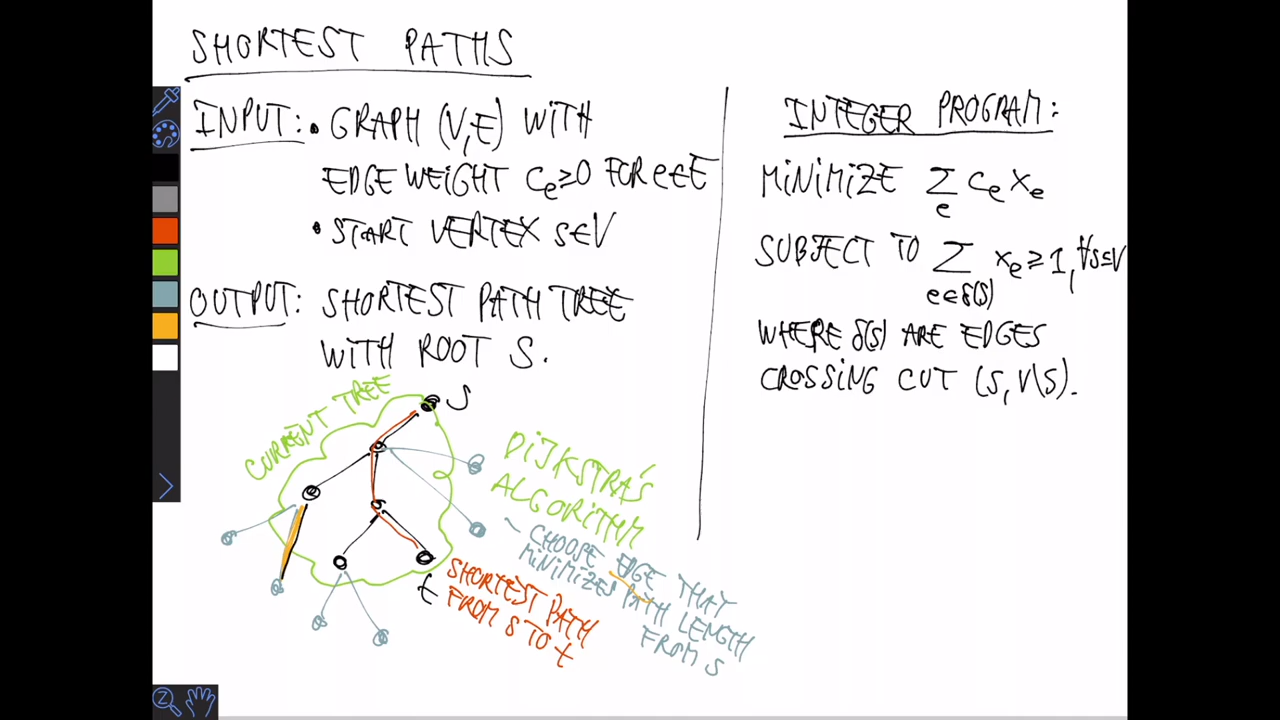 SHORTEST PATHS
INPUT: • GRAPH (V,E) WITH
EDGE WEIGHT Ce≥0 FOR e∈E
• START VERTEX S∈V
OUTPUT: SHORTEST PATH TREE
WITH ROOT S.
CURRENT TREE
S
DIJKSTRA'S
ALGORITHM
~ CHOOSE EDGE THAT
MINIMIZES PATH LENGTH
FROM S
t
SHORTEST PATH
FROM S TO t
INTEGER PROGRAM:
MINIMIZE ∑ Ce Xe
e
SUBJECT TO ∑ Xe ≥ 1, ∀S⊆V
e∈δ(S)
WHERE δ(S) ARE EDGES
CROSSING CUT (S, V\S).
Z